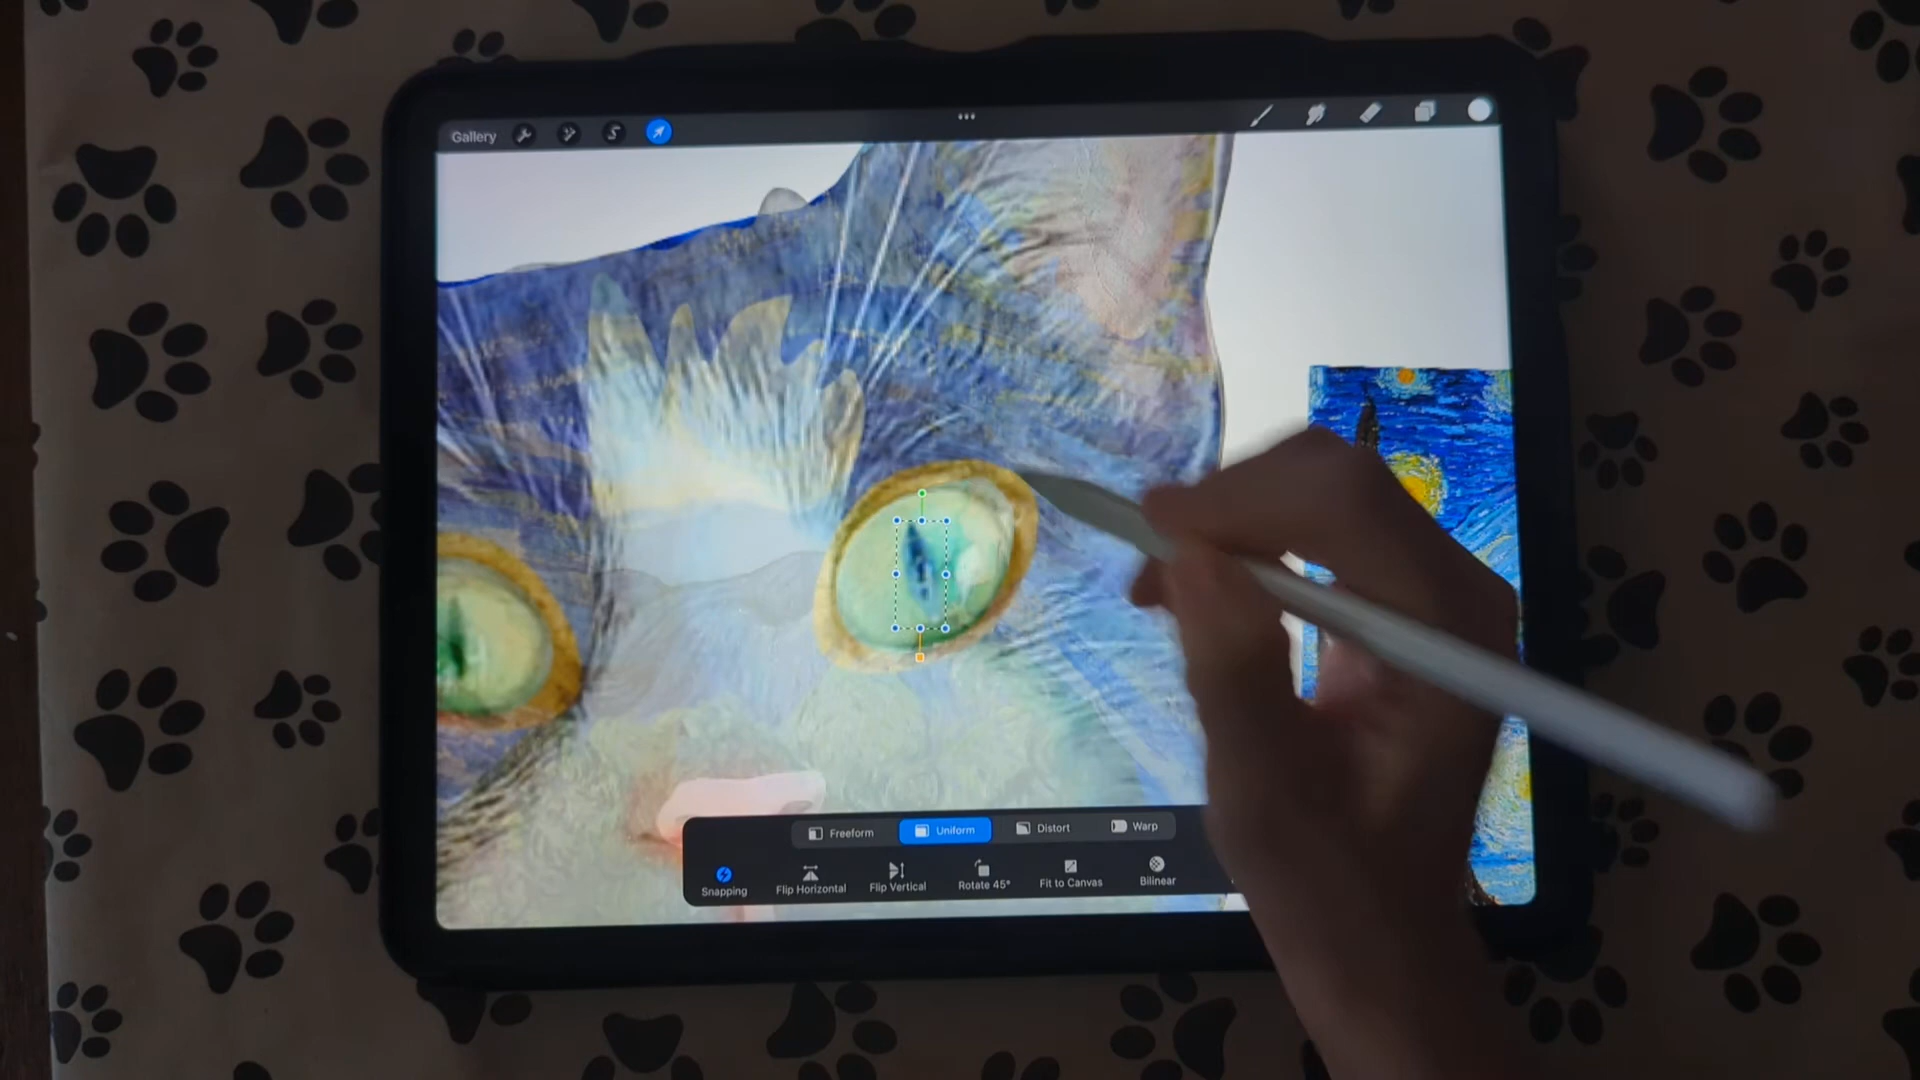 Gallery
Freeform Uniform Distort Warp
Snapping Flip Horizontal Flip Vertical Rotate 45° Fit to Canvas Bilinear